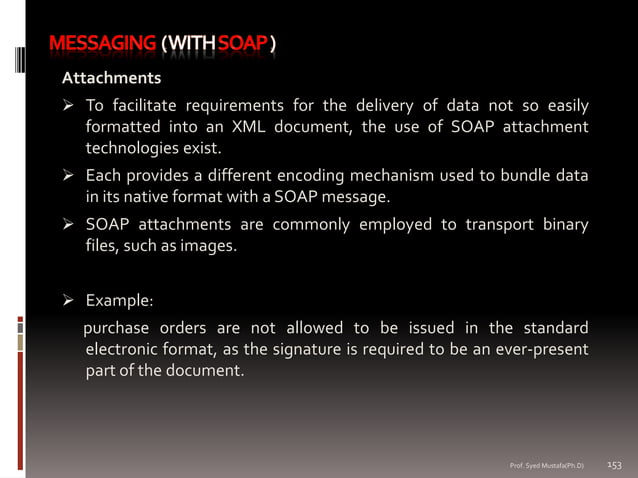 MESSAGING (WITH SOAP)
Attachments
➢ To facilitate requirements for the delivery of data not so easily
formatted into an XML document, the use of SOAP attachment
technologies exist.
➢ Each provides a different encoding mechanism used to bundle data
in its native format with a SOAP message.
➢ SOAP attachments are commonly employed to transport binary
files, such as images.
➢ Example:
purchase orders are not allowed to be issued in the standard
electronic format, as the signature is required to be an ever-present
part of the document.
Prof. Syed Mustafa(Ph.D) 153